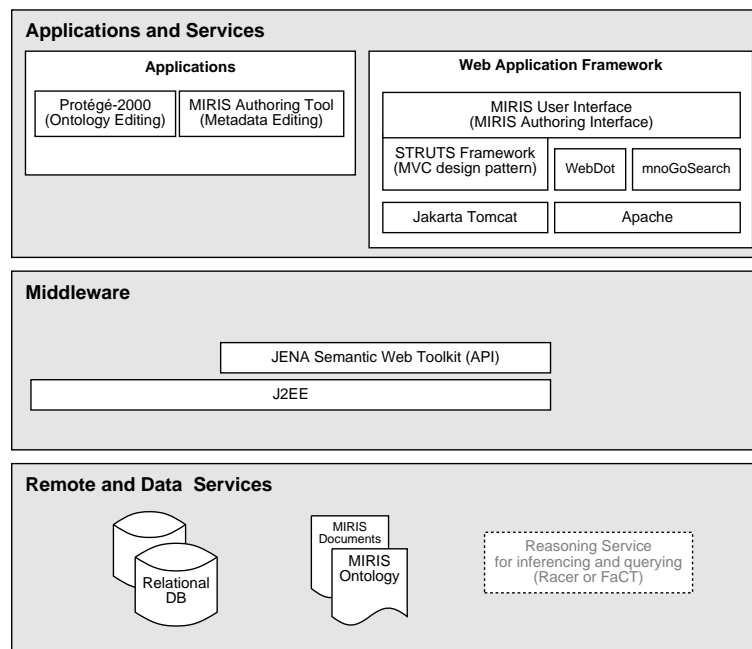 Applications and Services
Applications
Protégé-2000
(Ontology Editing)
MIRIS Authoring Tool
(Metadata Editing)
Web Application Framework
MIRIS User Interface
(MIRIS Authoring Interface)
STRUTS Framework
(MVC design pattern)
WebDot
mnoGoSearch
Jakarta Tomcat
Apache
Middleware
JENA Semantic Web Toolkit (API)
J2EE
Remote and Data  Services
Relational
DB
MIRIS
Documents
MIRIS
Ontology
Reasoning Service
for inferencing and querying
(Racer or FaCT)